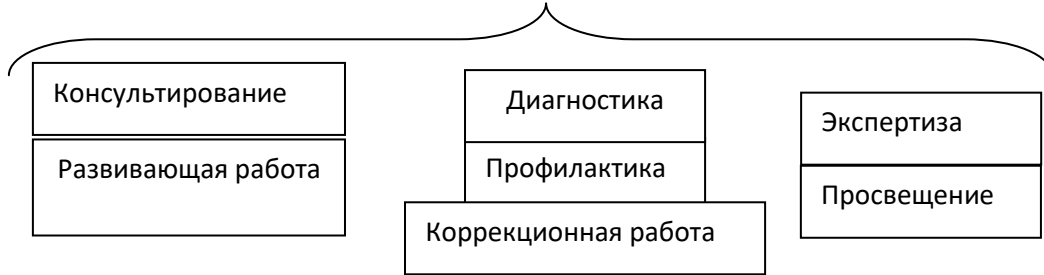 Консультирование
Развивающая работа
Диагностика
Профилактика
Коррекционная работа
Экспертиза
Просвещение